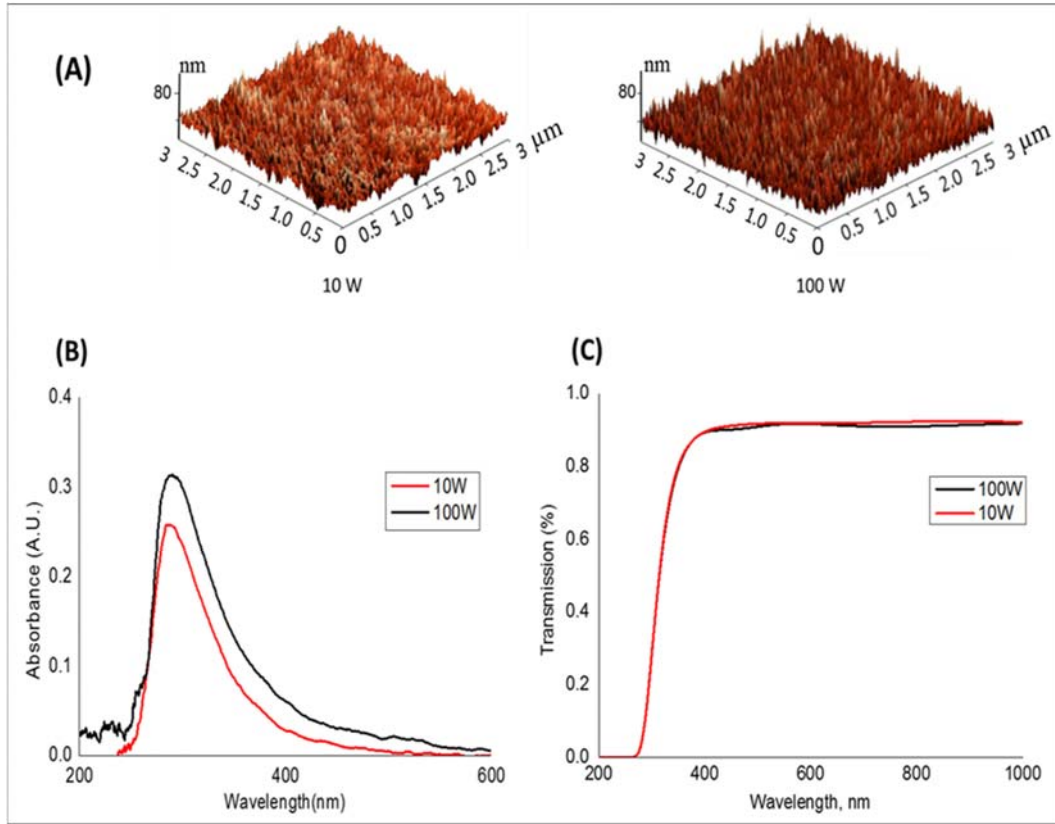 (A)
nm
80
3
2.5
2.0
1.5
1.0
0.5
0
0.5
1.0
1.5
2.0
2.5
3 μm
10 W
nm
80
3
2.5
2.0
1.5
1.0
0.5
0
0.5
1.0
1.5
2.0
2.5
3 μm
100 W
(B)
Absorbance (A.U.)
0.4
0.3
0.2
0.1
0.0
10W
100W
200
400
600
Wavelength(nm)
(C)
Transmission (%)
1.0
0.8
0.6
0.4
0.2
0.0
100W
10W
200
400
600
800
1000
Wavelength, nm